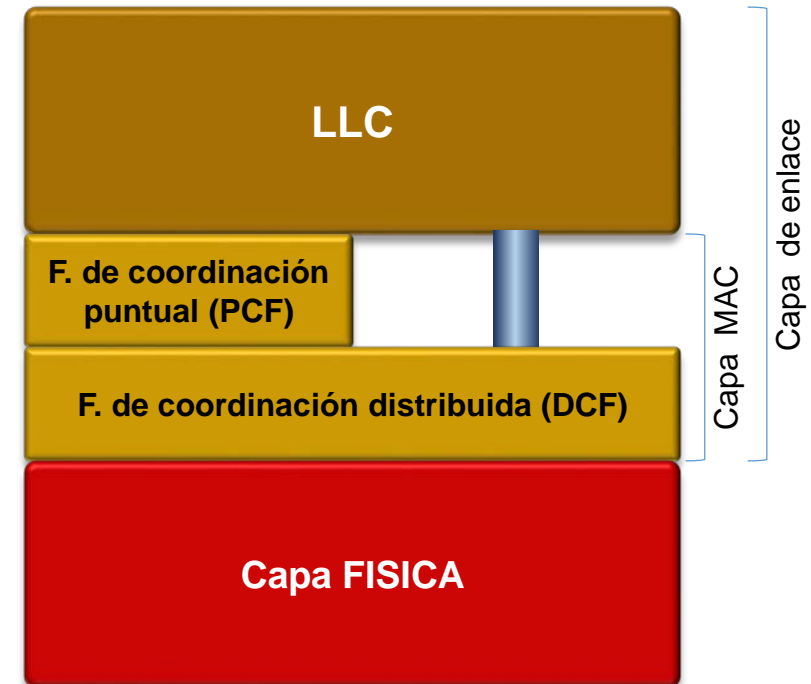 LLC
F. de coordinación
puntual (PCF)
F. de coordinación distribuida (DCF)
Capa FISICA
Capa MAC
Capa de enlace